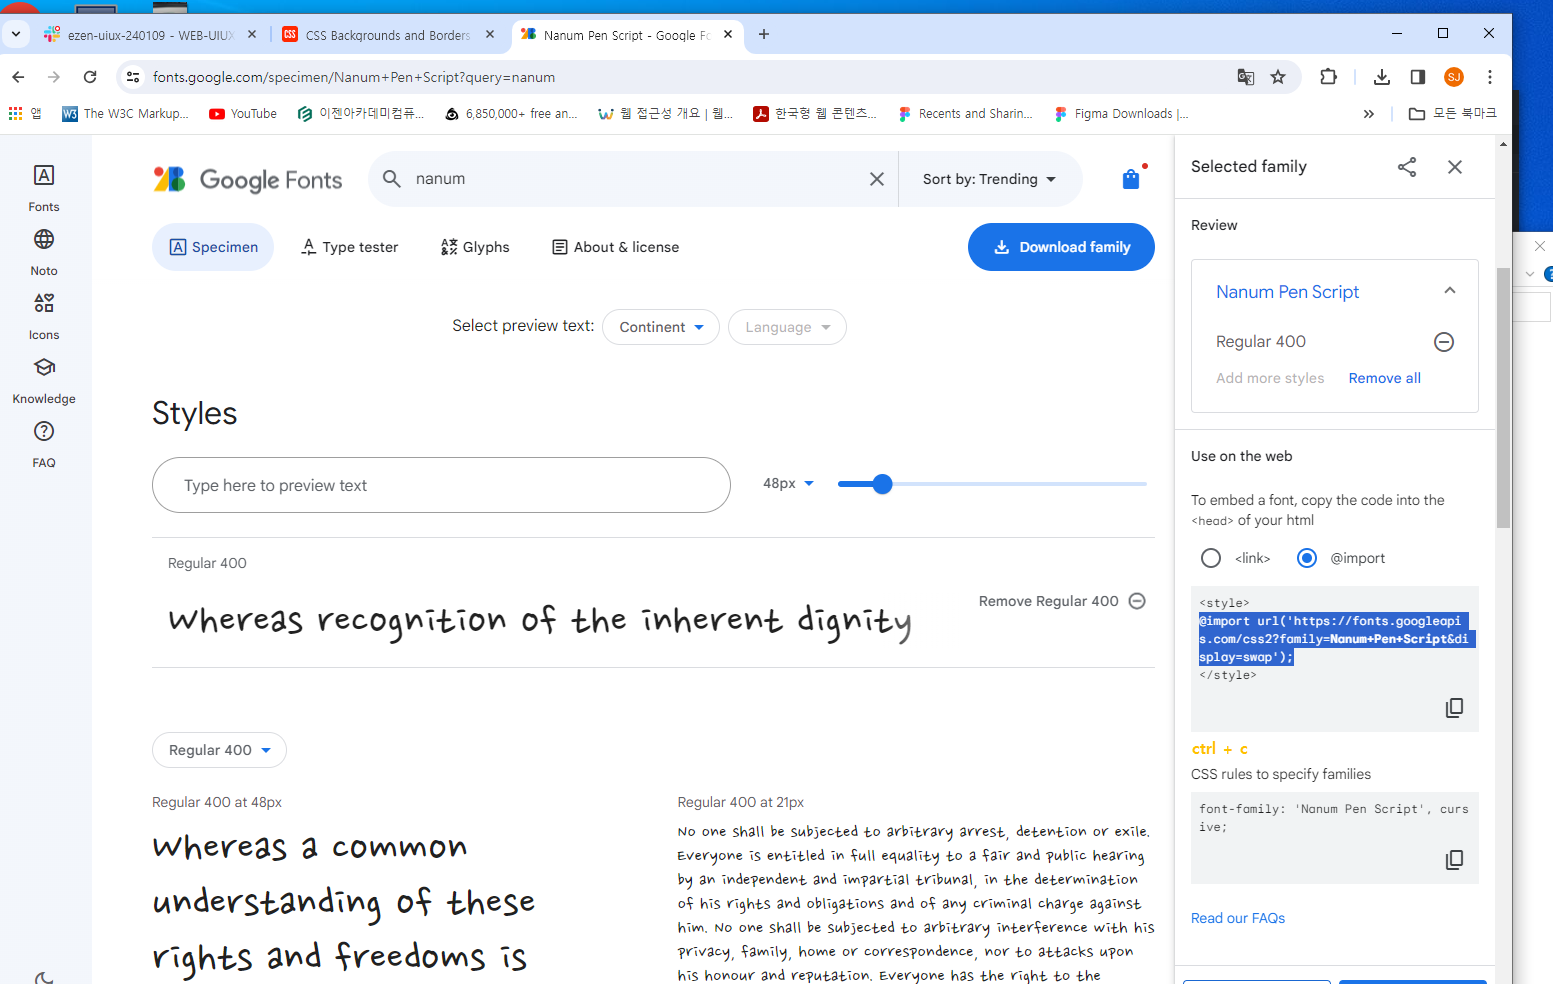 ezen-uiux-240109 - WEB-UIUX
CSS Backgrounds and Borders
Nanum Pen Script - Google Fo
fonts.google.com/specimen/Nanum+Pen+Script?query=nanum
SJ
앱
The W3C Markup...
YouTube
이젠아카데미컴퓨...
6,850,000+ free an...
웹 접근성 개요 | 웹...
한국형 웹 콘텐츠...
Recents and Sharin...
Figma Downloads |...
모든 북마크
Fonts
Noto
Icons
Knowledge
FAQ
Google Fonts
nanum
Sort by: Trending
Specimen
Type tester
Glyphs
About & license
Download family
Select preview text:
Continent
Language
Styles
Type here to preview text
48px
Regular 400
Whereas recognition of the inherent dignity
Remove Regular 400
Regular 400
Regular 400 at 48px
Whereas a common
understanding of these
rights and freedoms is
Regular 400 at 21px
No one shall be subjected to arbitrary arrest, detention or exile.
Everyone is entitled in full equality to a fair and public hearing
by an independent and impartial tribunal, in the determination
of his rights and obligations and of any criminal charge against
him. No one shall be subjected to arbitrary interference with his
privacy, family, home or correspondence, nor to attacks upon
his honour and reputation. Everyone has the right to the
Selected family
Review
Nanum Pen Script
Regular 400
Add more styles
Remove all
Use on the web
To embed a font, copy the code into the
<head> of your html
<link>
@import
<style>
@import url('https://fonts.googleapi
s.com/css2?family=Nanum+Pen+Script&di
splay=swap');
</style>
ctrl + c
CSS rules to specify families
font-family: 'Nanum Pen Script', curs
ive;
Read our FAQs